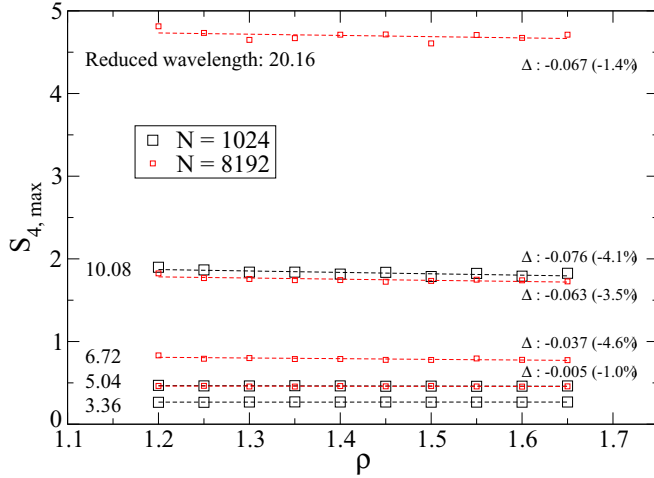 5
Reduced wavelength: 20.16
Δ : -0.067 (-1.4%)
4
N = 1024
N = 8192
3
S4, max
2
10.08
Δ : -0.076 (-4.1%)
Δ : -0.063 (-3.5%)
1
6.72
Δ : -0.037 (-4.6%)
5.04
Δ : -0.005 (-1.0%)
3.36
0
1.1 1.2 1.3 1.4 1.5 1.6 1.7
ρ